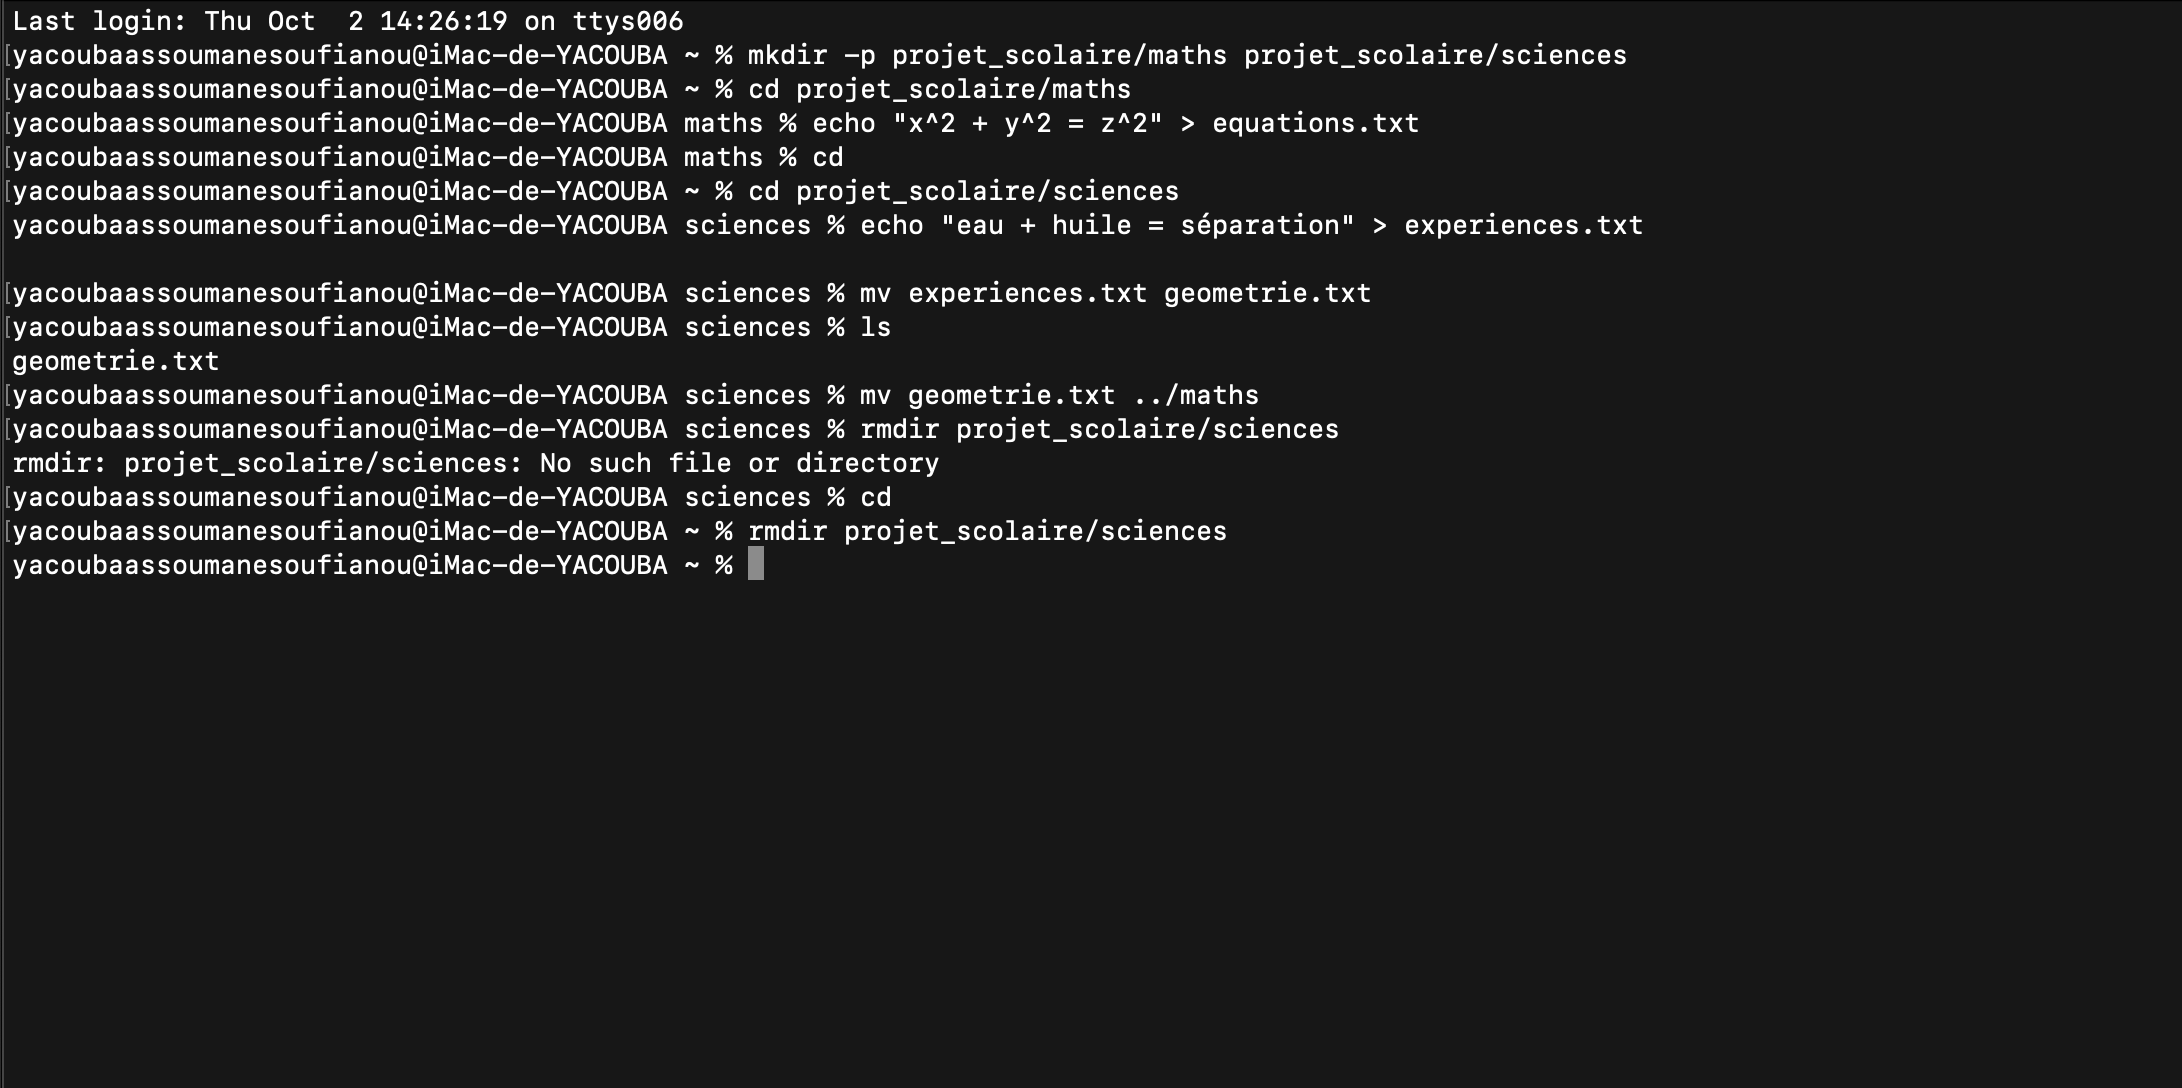 Last login: Thu Oct  2 14:26:19 on ttys006
[yacoubaassoumanesoufianou@iMac-de-YACOUBA ~ % mkdir -p projet_scolaire/maths projet_scolaire/sciences
[yacoubaassoumanesoufianou@iMac-de-YACOUBA ~ % cd projet_scolaire/maths
[yacoubaassoumanesoufianou@iMac-de-YACOUBA maths % echo "x^2 + y^2 = z^2" > equations.txt
[yacoubaassoumanesoufianou@iMac-de-YACOUBA maths % cd
[yacoubaassoumanesoufianou@iMac-de-YACOUBA ~ % cd projet_scolaire/sciences
yacoubaassoumanesoufianou@iMac-de-YACOUBA sciences % echo "eau + huile = séparation" > experiences.txt
[yacoubaassoumanesoufianou@iMac-de-YACOUBA sciences % mv experiences.txt geometrie.txt
[yacoubaassoumanesoufianou@iMac-de-YACOUBA sciences % ls
geometrie.txt
[yacoubaassoumanesoufianou@iMac-de-YACOUBA sciences % mv geometrie.txt ../maths
[yacoubaassoumanesoufianou@iMac-de-YACOUBA sciences % rmdir projet_scolaire/sciences
rmdir: projet_scolaire/sciences: No such file or directory
[yacoubaassoumanesoufianou@iMac-de-YACOUBA sciences % cd
[yacoubaassoumanesoufianou@iMac-de-YACOUBA ~ % rmdir projet_scolaire/sciences
yacoubaassoumanesoufianou@iMac-de-YACOUBA ~ %